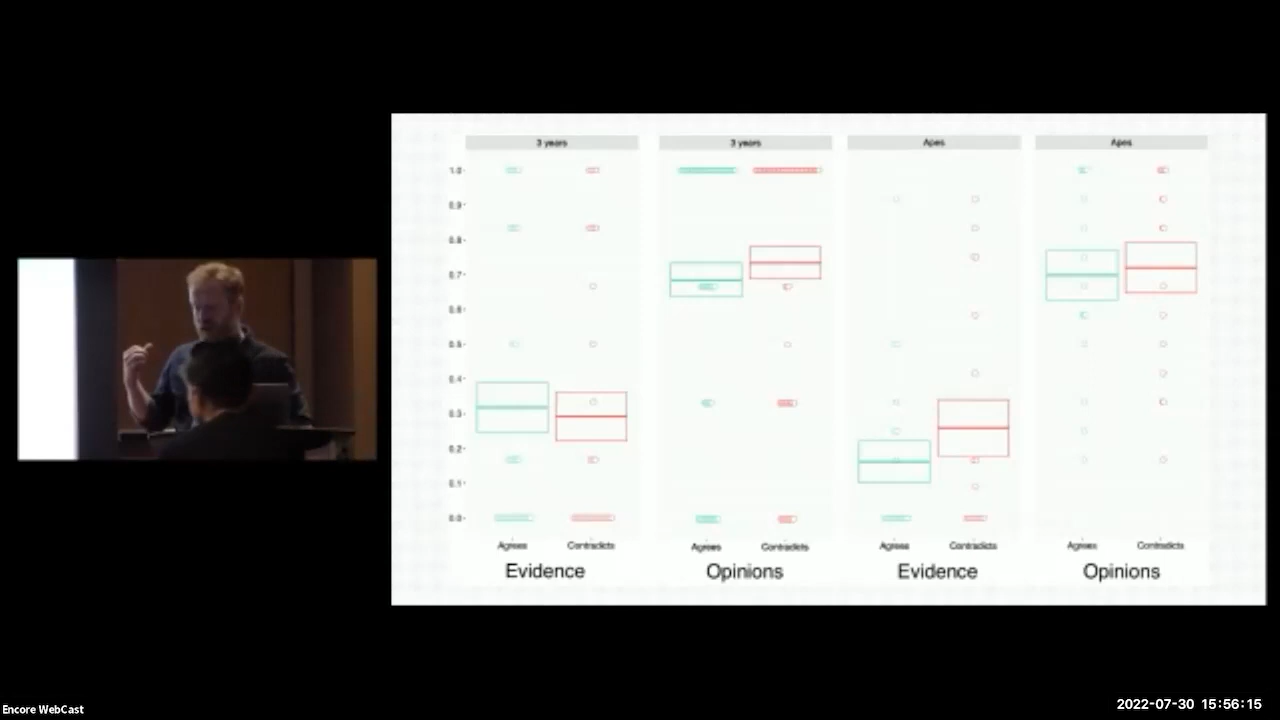 3 years
3 years
Apes
Apes
1.0
0.9
0.8
0.7
0.6
0.5
0.4
0.3
0.2
0.1
0.0
Agrees Contradicts
Agrees Contradicts
Agrees Contradicts
Agrees Contradicts
Evidence
Opinions
Evidence
Opinions
Encore WebCast
2022-07-30 15:56:15